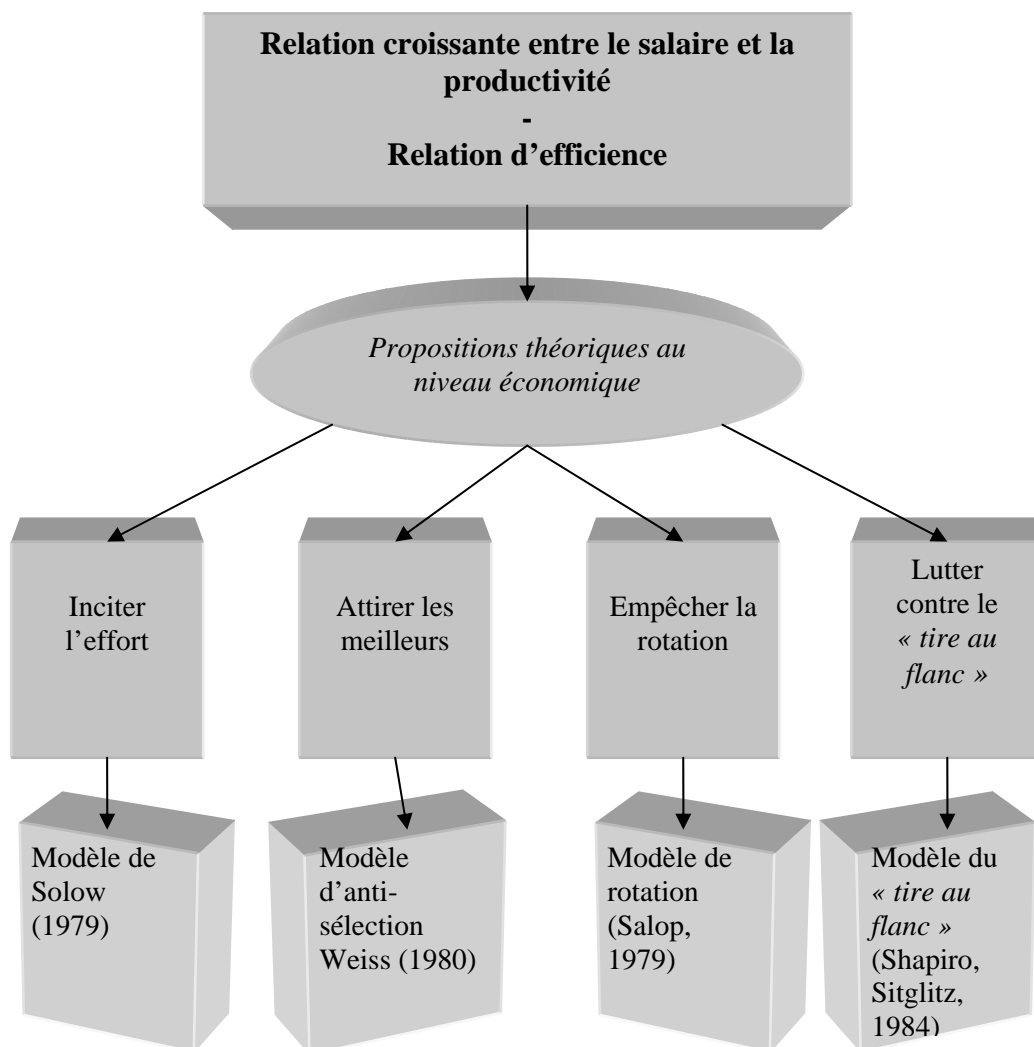 Relation croissante entre le salaire et la
productivité
-
Relation d’efficience
Propositions théoriques au
niveau économique
Inciter
l’effort
Attirer les
meilleurs
Empêcher la
rotation
Lutter
contre le
« tire au
flanc »
Modèle de
Solow
(1979)
Modèle
d’anti-
sélection
Weiss (1980)
Modèle de
rotation
(Salop,
1979)
Modèle du
« tire au
flanc »
(Shapiro,
Sitglitz,
1984)